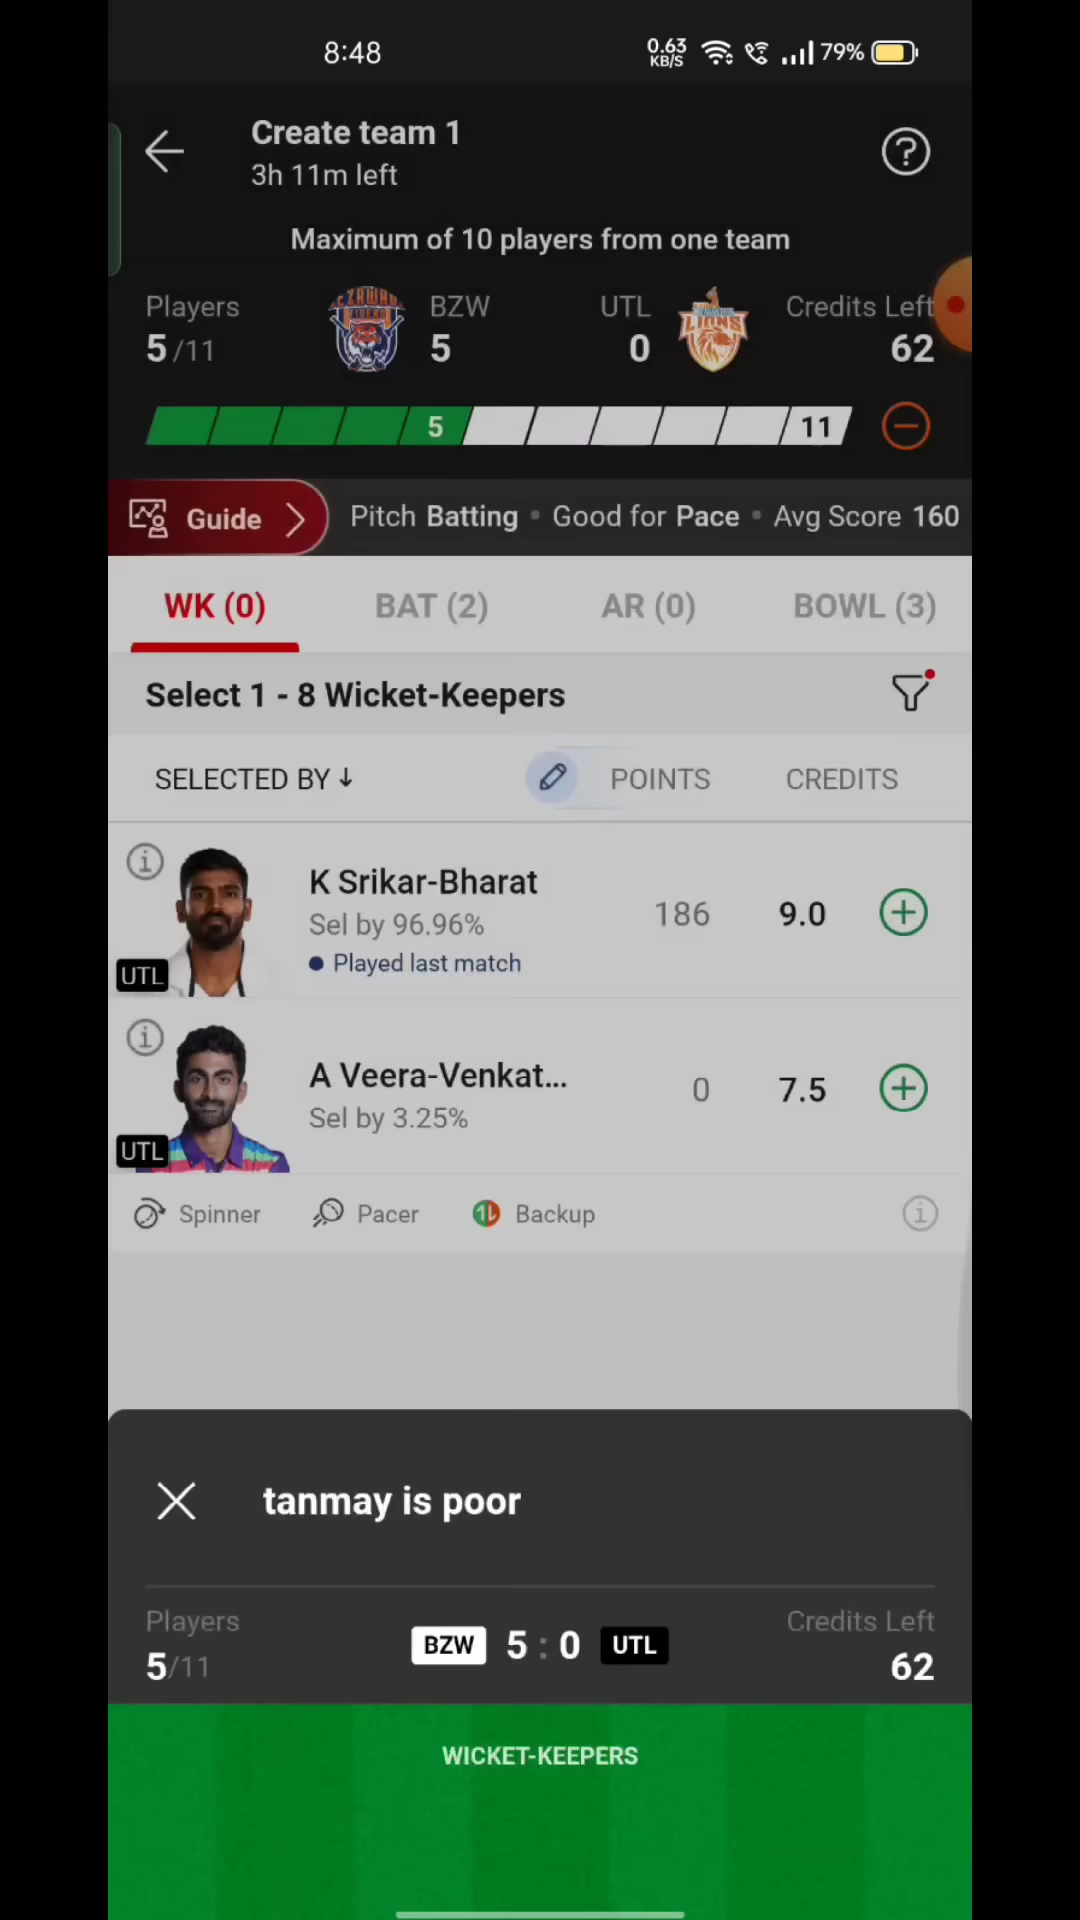 8:48
0.63 KB/S
79%
Create team 1
3h 11m left
Maximum of 10 players from one team
Players
5/11
BZW
5
UTL
0
Credits Left
62
5
11
Guide
Pitch Batting • Good for Pace • Avg Score 160
WK (0)
BAT (2)
AR (0)
BOWL (3)
Select 1 - 8 Wicket-Keepers
SELECTED BY ↓
POINTS
CREDITS
K Srikar-Bharat
Sel by 96.96%
Played last match
186
9.0
UTL
A Veera-Venkat...
Sel by 3.25%
0
7.5
UTL
Spinner
Pacer
Backup
tanmay is poor
Players
5/11
BZW 5 : 0 UTL
Credits Left
62
WICKET-KEEPERS